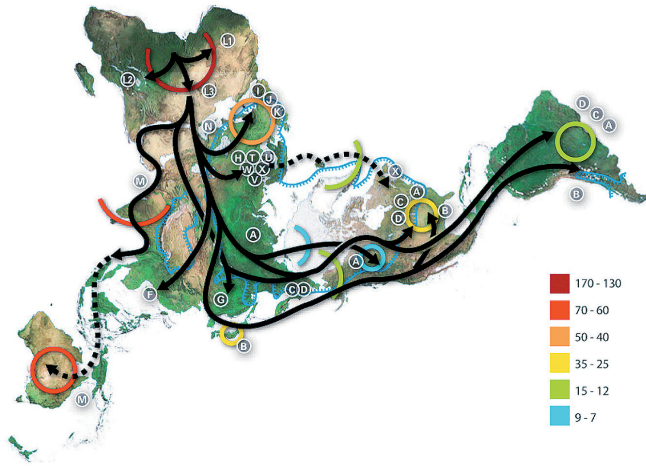 L1
L2
L3
I
J
K
N
H T U
W X
V
M
X
A
C
D
B
D
C
A
B
A
A
F
G
C D
B
M
170 - 130
70 - 60
50 - 40
35 - 25
15 - 12
9 - 7